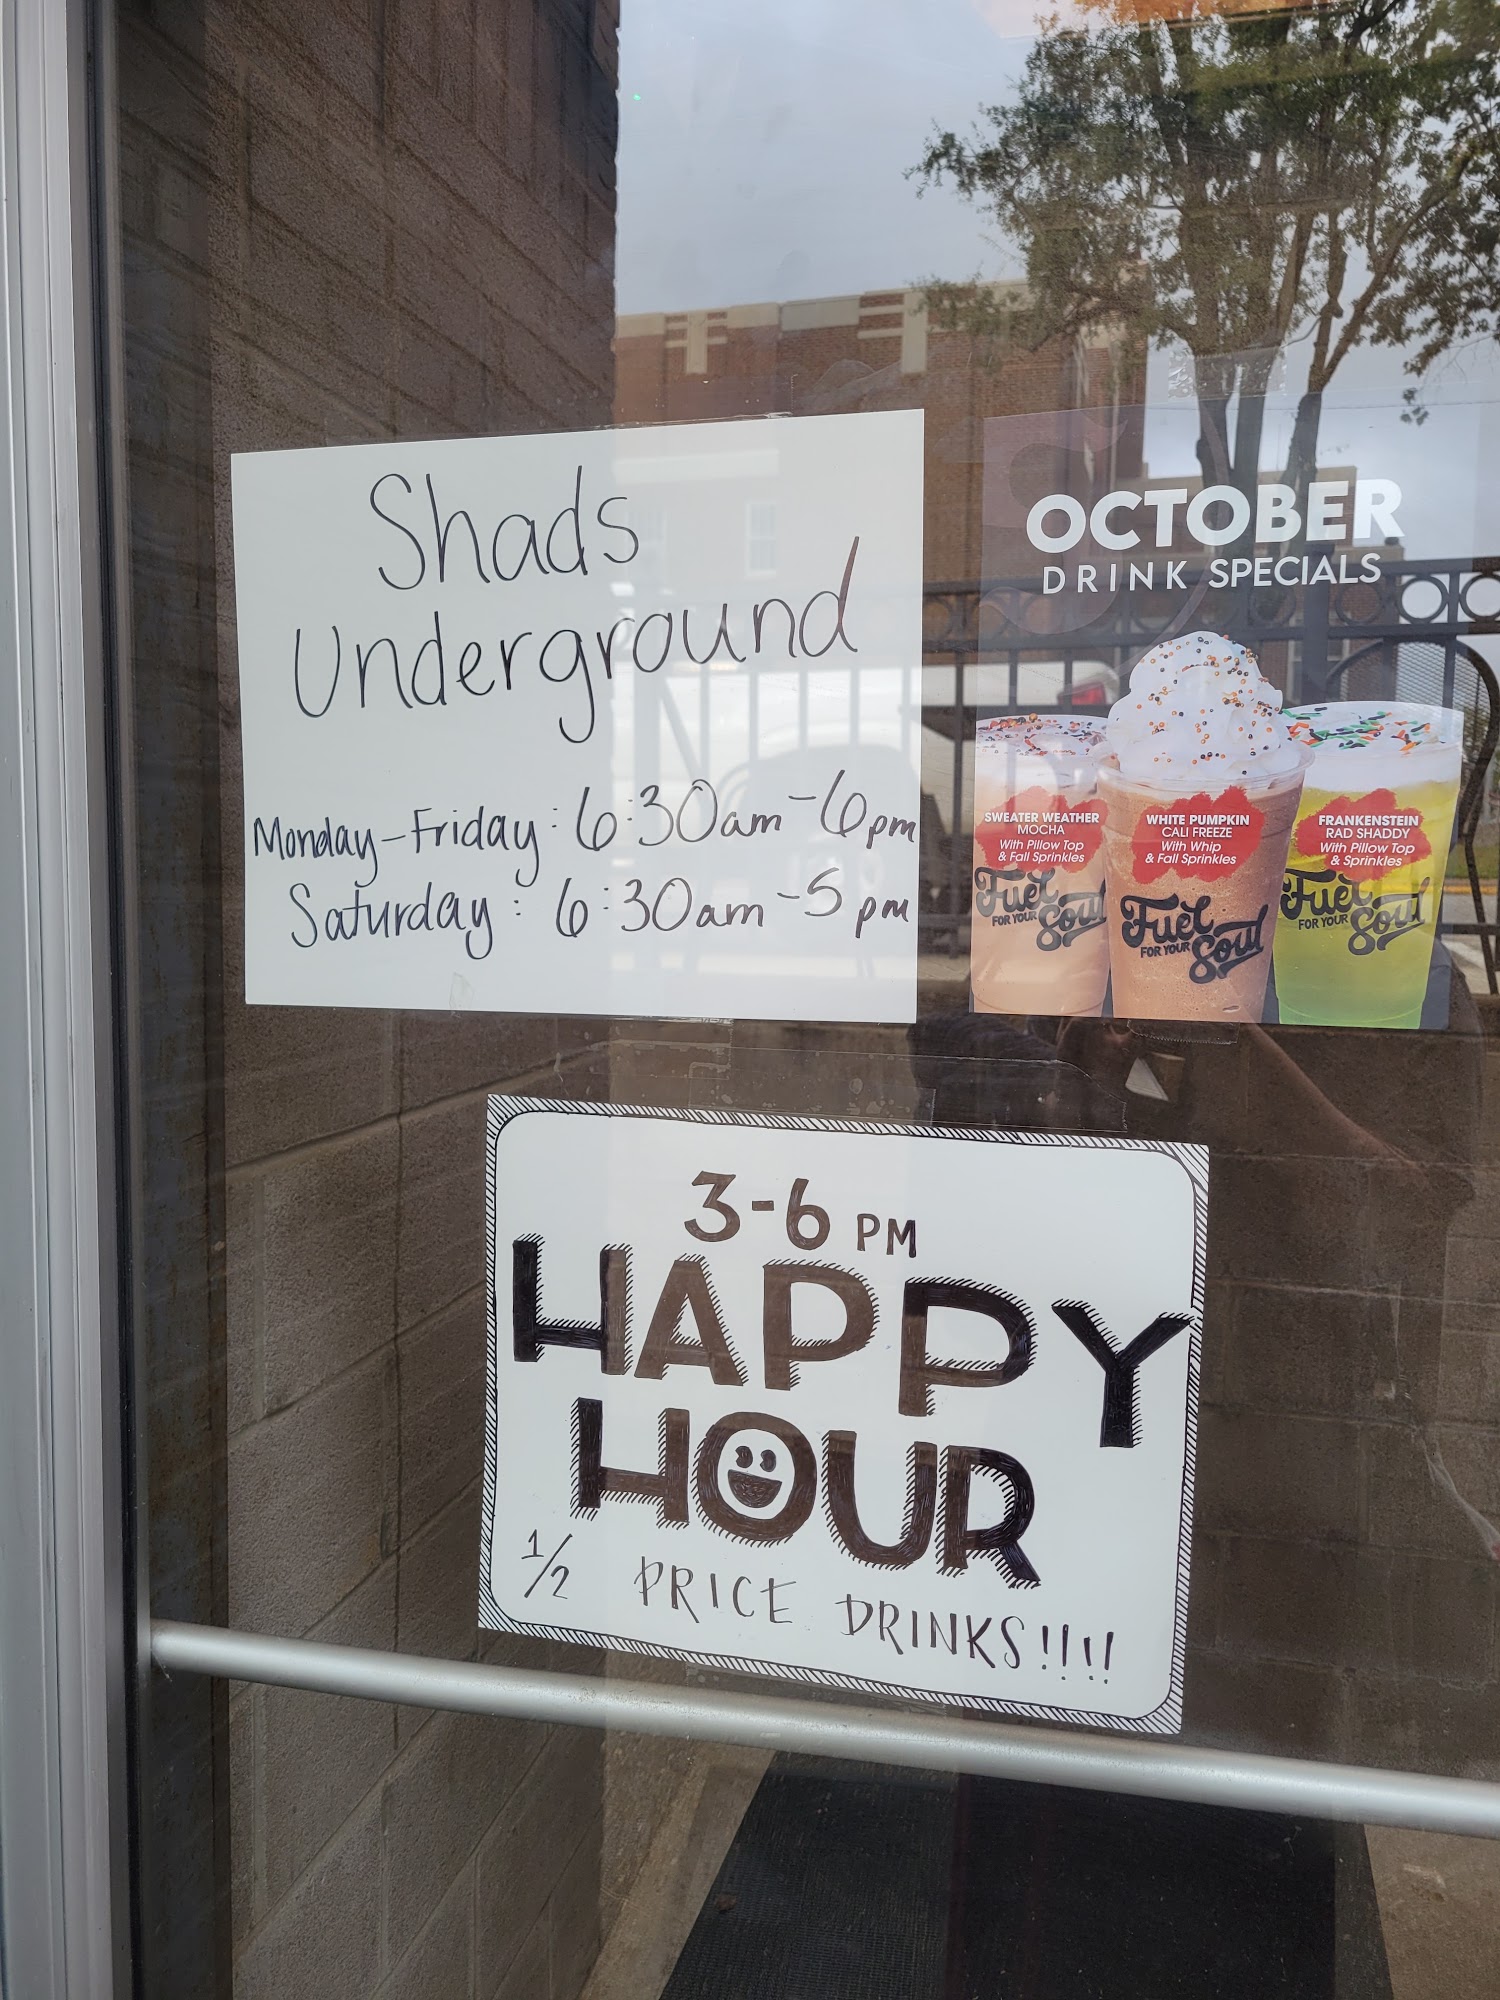 Shads
Underground
Monday-Friday: 6:30am-6pm
Saturday: 6:30am-5pm
OCTOBER
DRINK SPECIALS
SWEATER WEATHER
MOCHA
With Pillow Top
& Fall Sprinkles
Fuel
FOR YOUR
Soul
WHITE PUMPKIN
CALI FREEZE
With Whip
& Fall Sprinkles
Fuel
FOR YOUR
Soul
FRANKENSTEIN
RAD SHADDY
With Pillow Top
& Sprinkles
Fuel
FOR YOUR
Soul
3-6 PM
HAPPY
HOUR
1/2 PRICE DRINKS!!!!